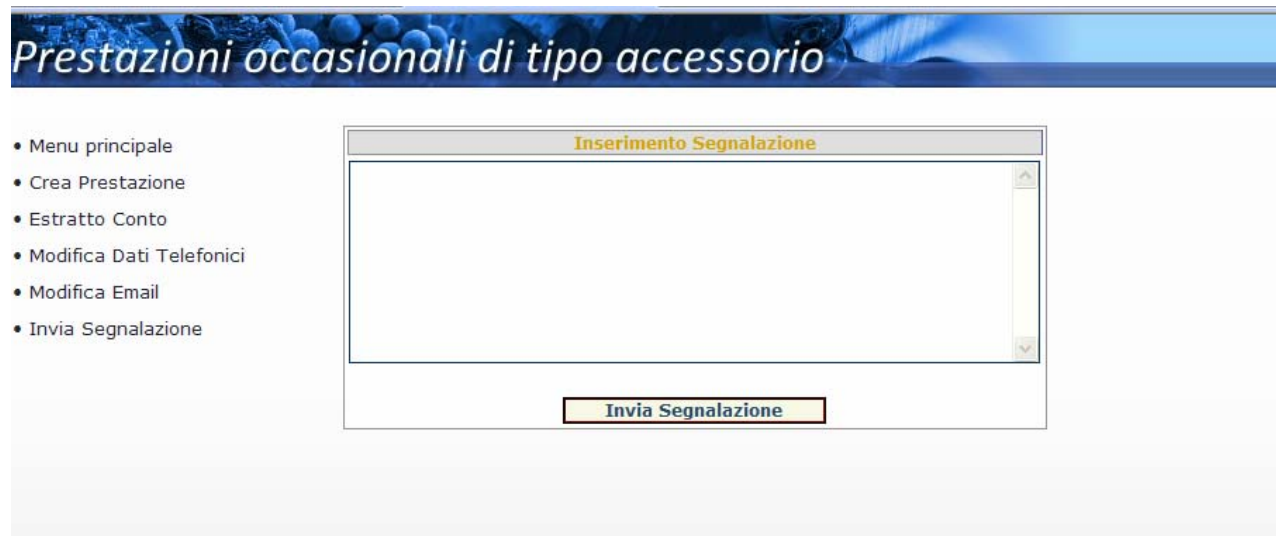 Prestazioni occasionali di tipo accessorio
• Menu principale
• Crea Prestazione
• Estratto Conto
• Modifica Dati Telefonici
• Modifica Email
• Invia Segnalazione
Inserimento Segnalazione
Invia Segnalazione